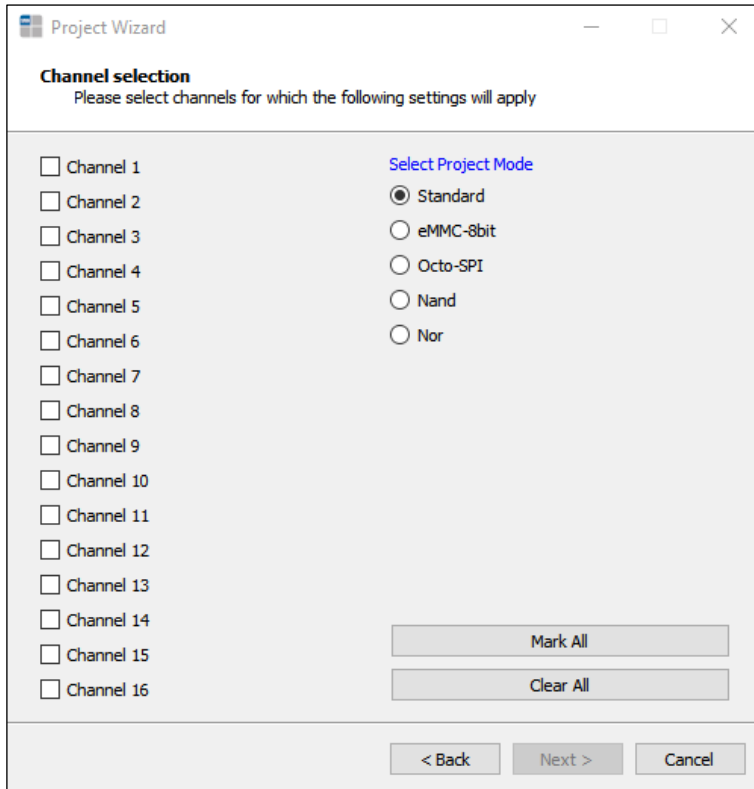 Project Wizard
Channel selection
Please select channels for which the following settings will apply
Channel 1
Channel 2
Channel 3
Channel 4
Channel 5
Channel 6
Channel 7
Channel 8
Channel 9
Channel 10
Channel 11
Channel 12
Channel 13
Channel 14
Channel 15
Channel 16
Select Project Mode
Standard
eMMC-8bit
Octo-SPI
Nand
Nor
Mark All
Clear All
< Back
Next >
Cancel